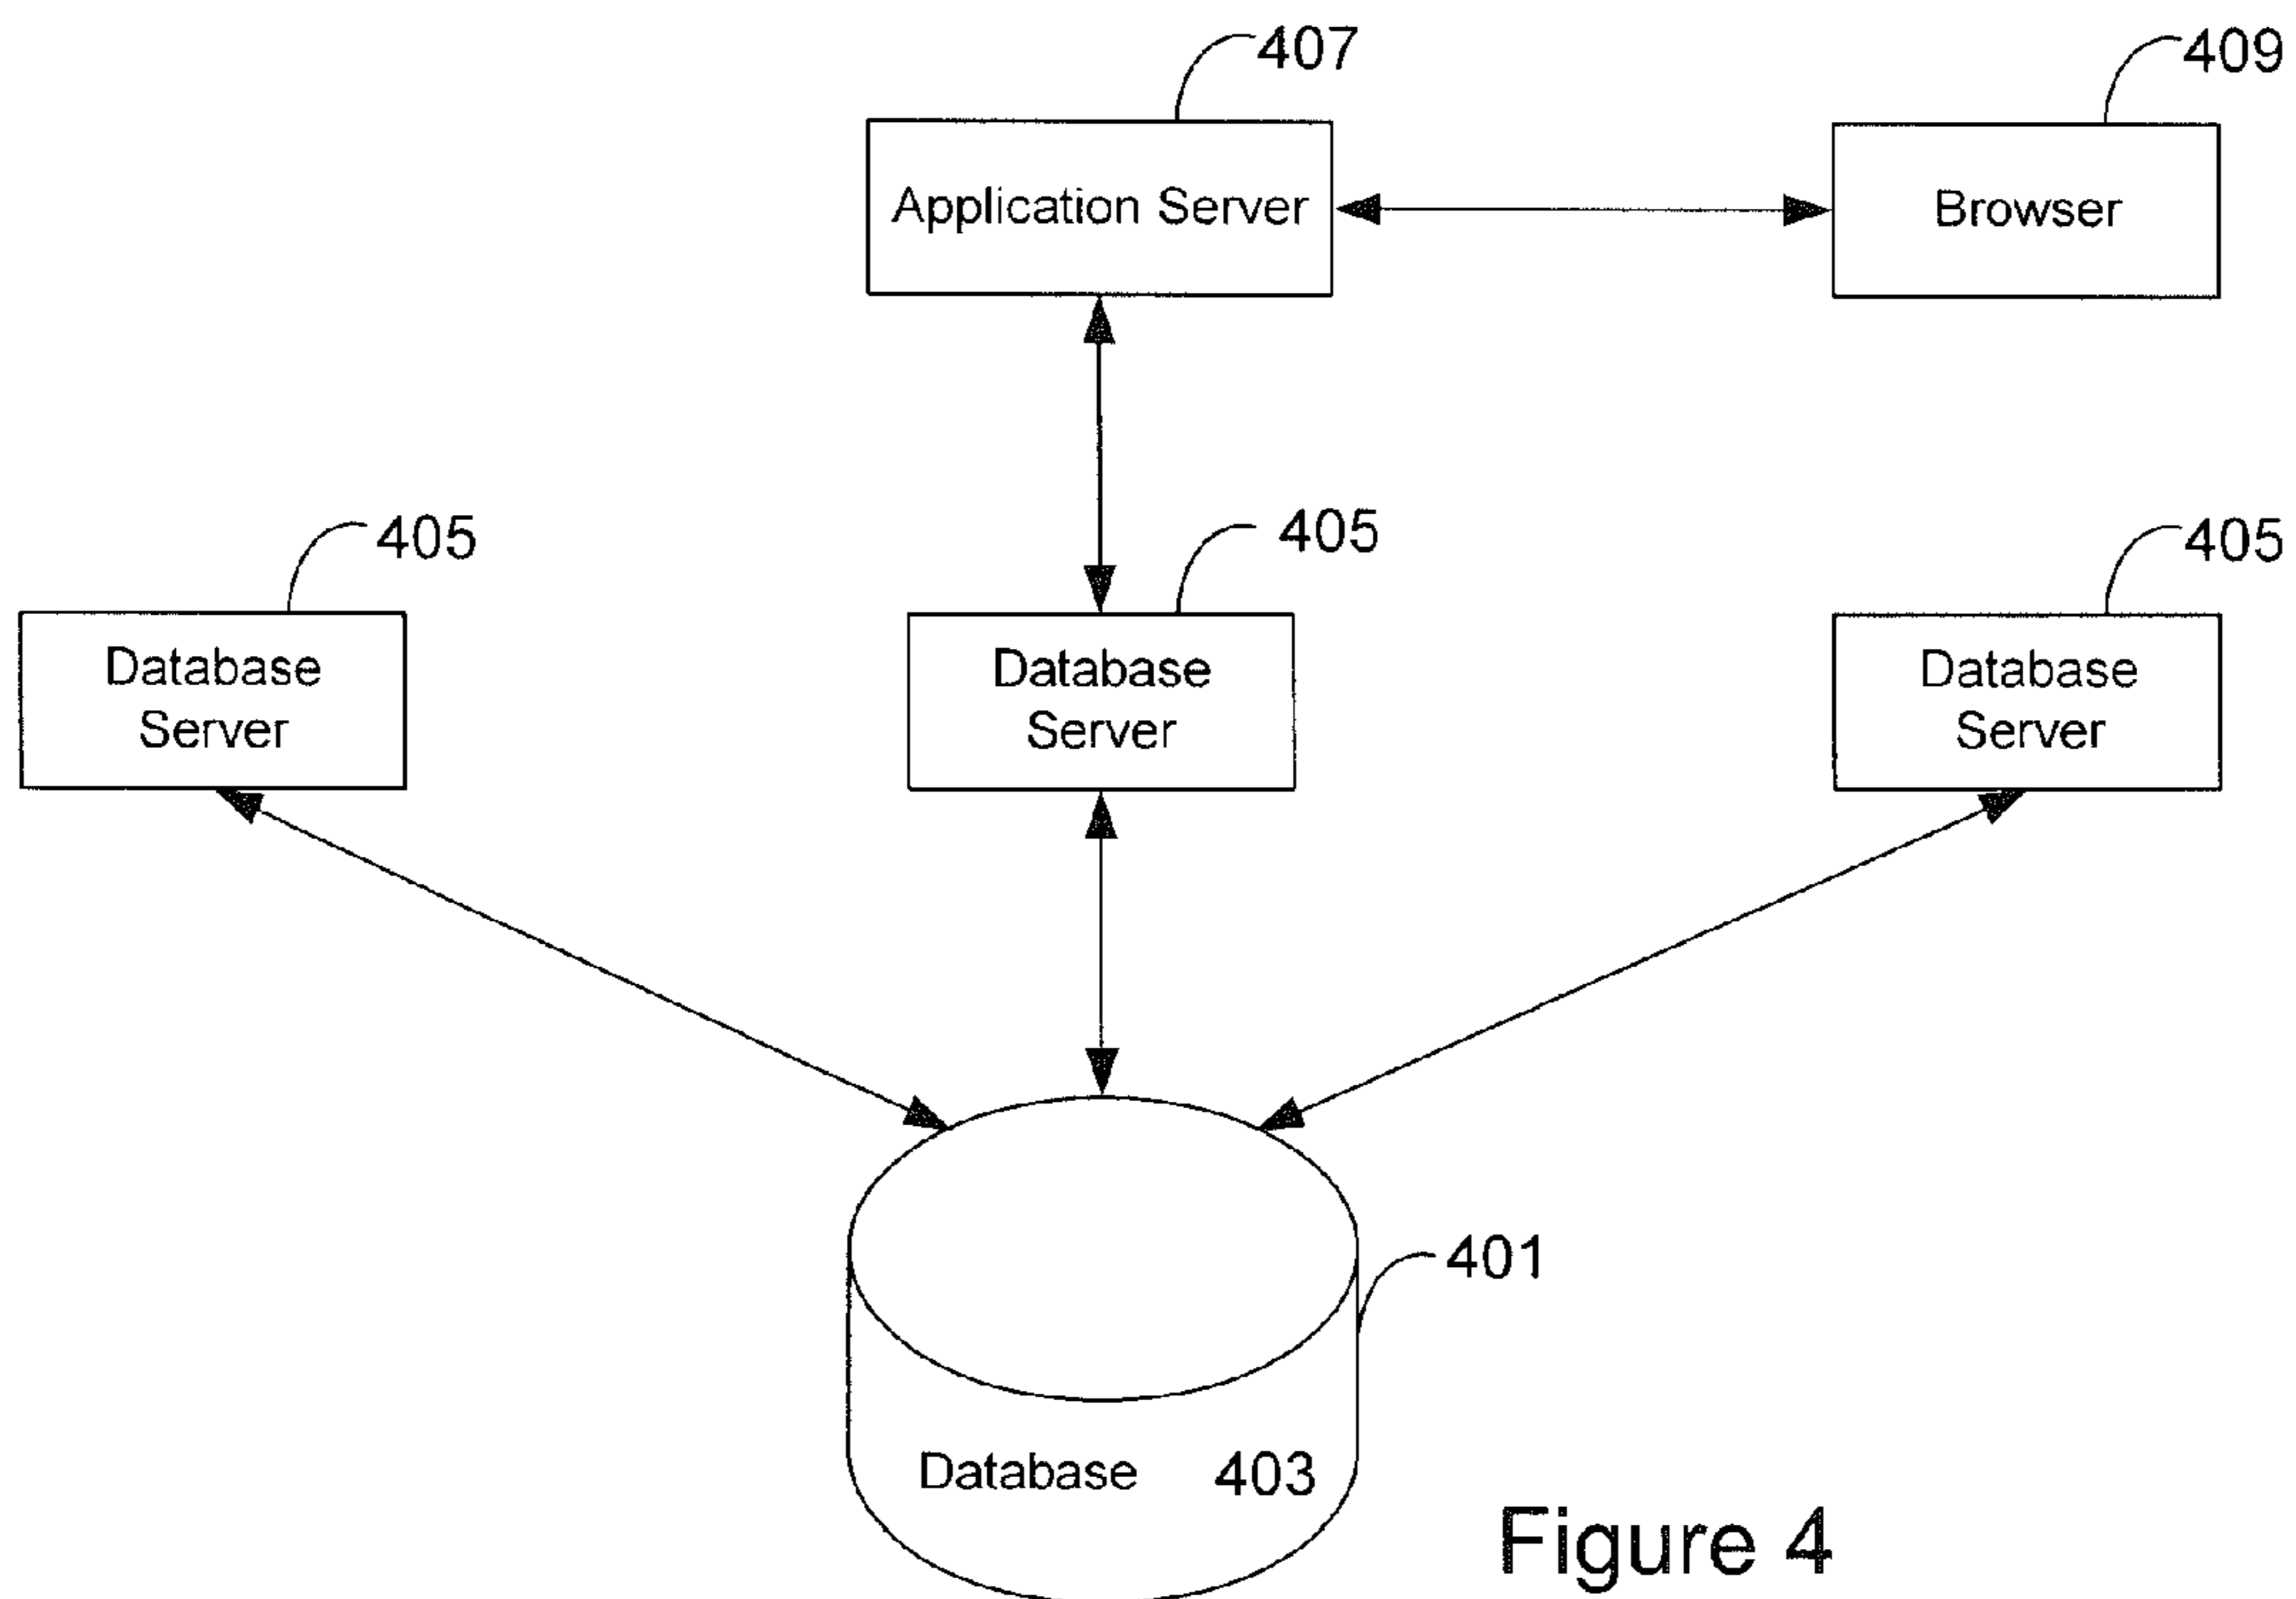 407
409
Application Server
Browser
405
405
405
Database
Server
Database
Server
Database
Server
401
Database 403
Figure 4